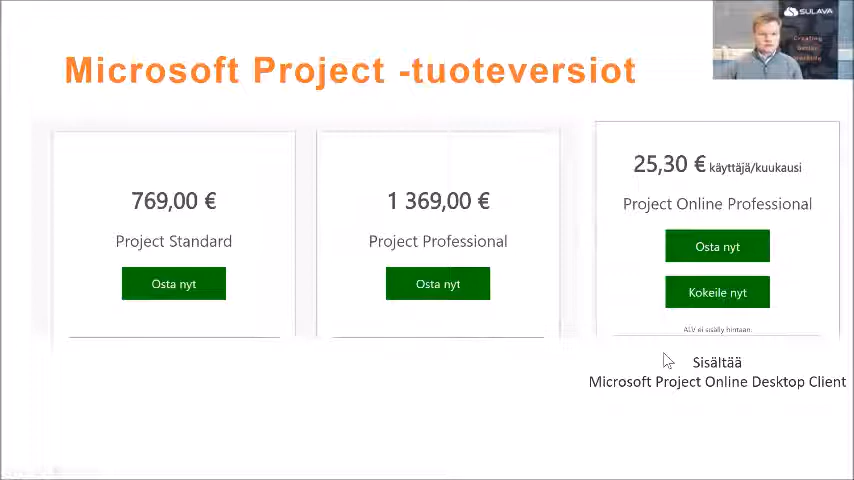 SULAVA
Creating
Microsoft Project -tuoteversiot
769,00 €
Project Standard
Osta nyt
1 369,00 €
Project Professional
Osta nyt
25,30 € käyttäjä/kuukausi
Project Online Professional
Osta nyt
Kokeile nyt
ALV ei sisälly hintaan.
Sisältää
Microsoft Project Online Desktop Client